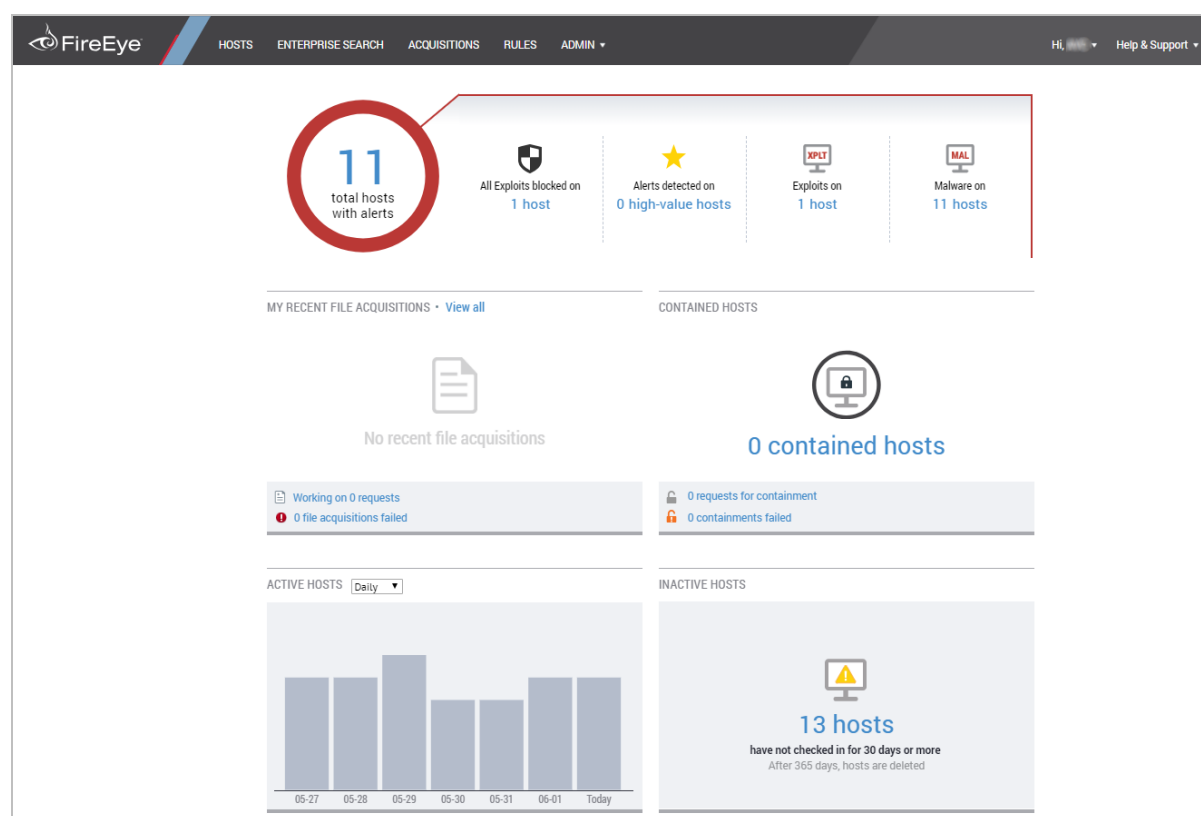 FireEye
HOSTS ENTERPRISE SEARCH ACQUISITIONS RULES ADMIN
Hi, Help & Support
11
total hosts
with alerts
All Exploits blocked on
1 host
Alerts detected on
0 high-value hosts
XPLT
Exploits on
1 host
MAL
Malware on
11 hosts
MY RECENT FILE ACQUISITIONS • View all
No recent file acquisitions
Working on 0 requests
0 file acquisitions failed
CONTAINED HOSTS
0 contained hosts
0 requests for containment
0 containments failed
ACTIVE HOSTS Daily
05-27 05-28 05-29 05-30 05-31 06-01 Today
INACTIVE HOSTS
13 hosts
have not checked in for 30 days or more
After 365 days, hosts are deleted